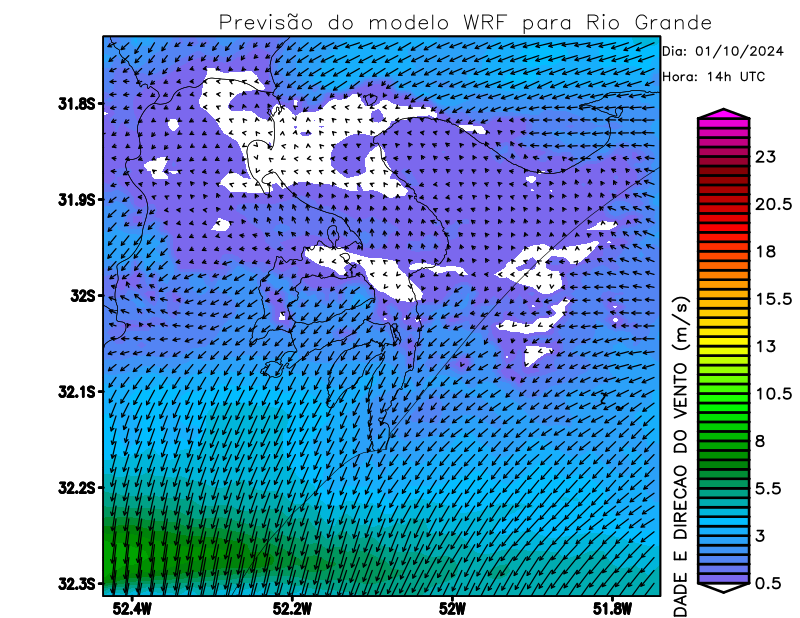 Previsão do modelo WRF para Rio Grande
Dia: 01/10/2024
Hora: 14h UTC
31.8S
31.9S
32S
32.1S
32.2S
32.3S
52.4W
52.2W
52W
51.8W
23
20.5
18
15.5
13
10.5
8
5.5
3
0.5
DADE E DIRECAO DO VENTO (m/s)